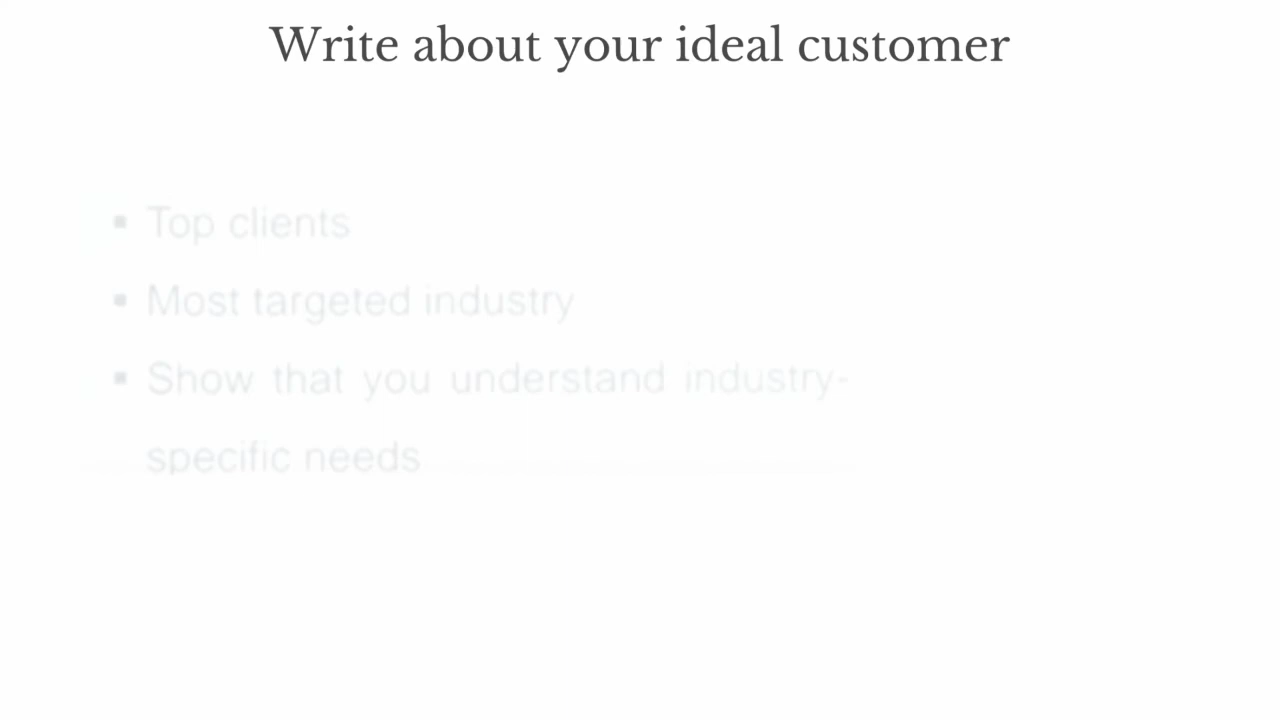 Write about your ideal customer
▪ Top clients
▪ Most targeted industry
▪ Show that you understand industry-
specific needs